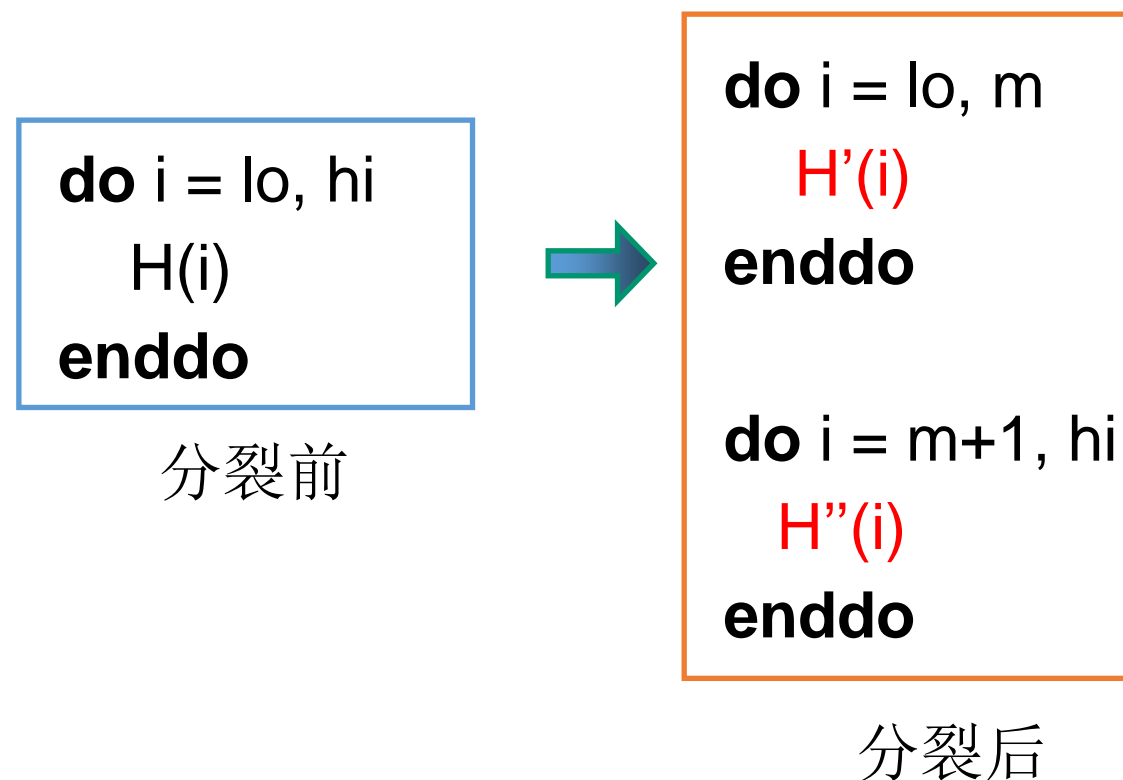 do i = lo, hi
H(i)
enddo
分裂前
do i = lo, m
H’(i)
enddo
do i = m+1, hi
H”(i)
enddo
分裂后